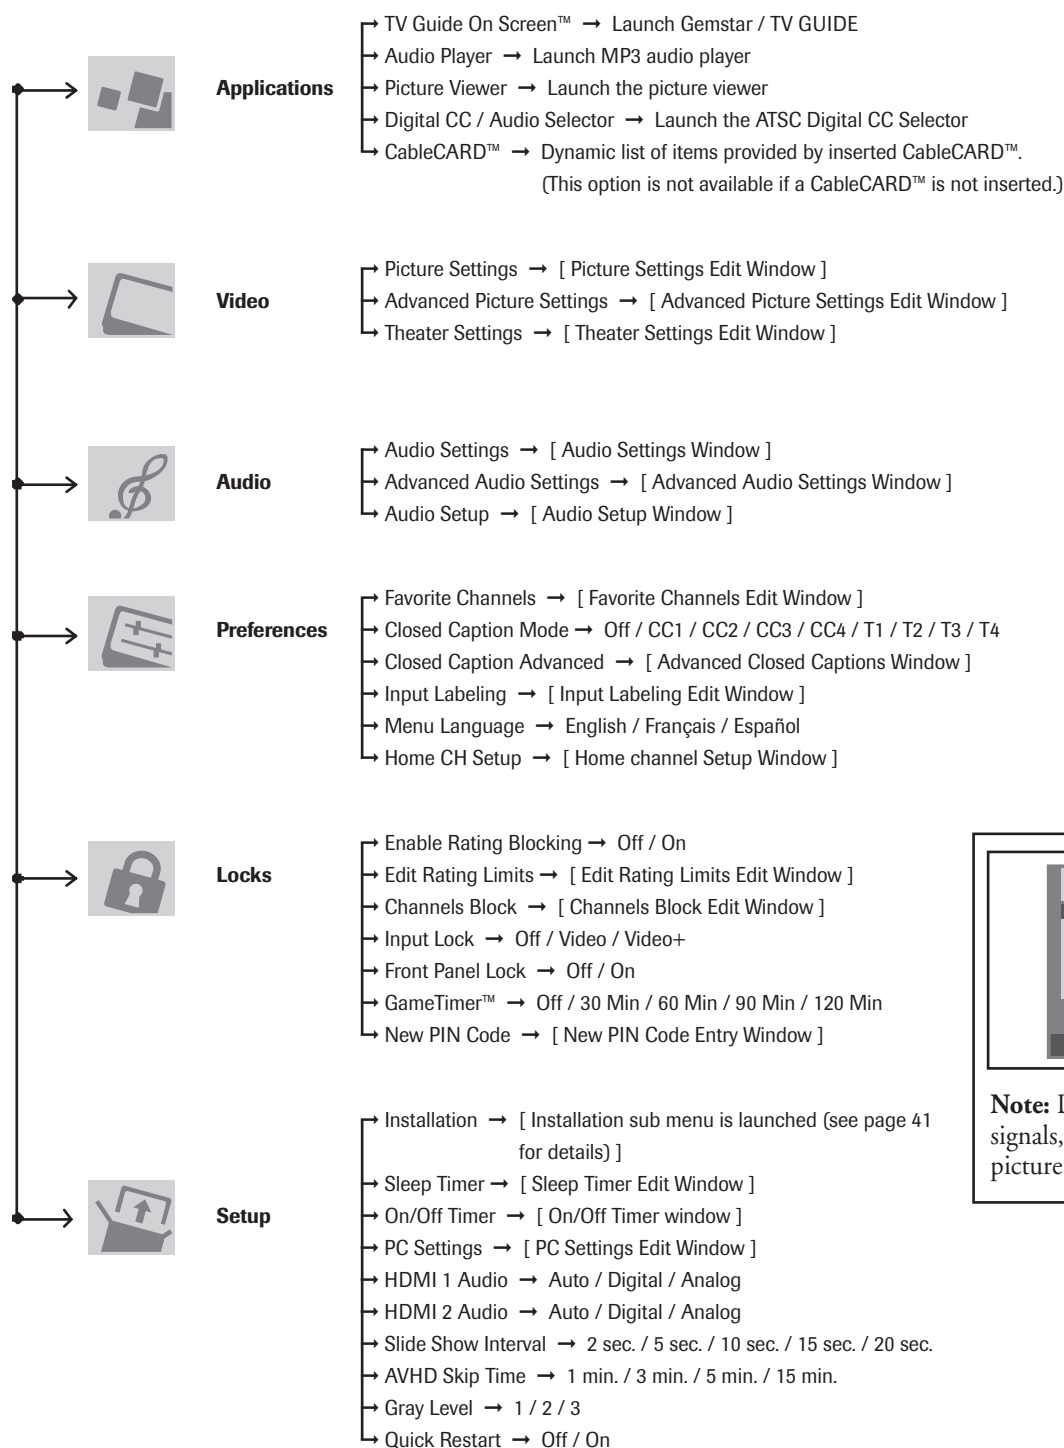 TV Guide On Screen™ → Launch Gemstar / TV GUIDE
Audio Player → Launch MP3 audio player
Applications
Picture Viewer → Launch the picture viewer
Digital CC / Audio Selector → Launch the ATSC Digital CC Selector
CableCARD™ → Dynamic list of items provided by inserted CableCARD™.
(This option is not available if a CableCARD™ is not inserted.)
Picture Settings → [ Picture Settings Edit Window ]
Video
Advanced Picture Settings → [ Advanced Picture Settings Edit Window ]
Theater Settings → [ Theater Settings Edit Window ]
Audio Settings → [ Audio Settings Window ]
Audio
Advanced Audio Settings → [ Advanced Audio Settings Window ]
Audio Setup → [ Audio Setup Window ]
Favorite Channels → [ Favorite Channels Edit Window ]
Preferences
Closed Caption Mode → Off / CC1 / CC2 / CC3 / CC4 / T1 / T2 / T3 / T4
Closed Caption Advanced → [ Advanced Closed Captions Window ]
Input Labeling → [ Input Labeling Edit Window ]
Menu Language → English / Français / Español
Home CH Setup → [ Home channel Setup Window ]
Enable Rating Blocking → Off / On
Locks
Edit Rating Limits → [ Edit Rating Limits Edit Window ]
Channels Block → [ Channels Block Edit Window ]
Input Lock → Off / Video / Video+
Front Panel Lock → Off / On
GameTimer™ → Off / 30 Min / 60 Min / 90 Min / 120 Min
New PIN Code → [ New PIN Code Entry Window ]
Note:
signals,
picture
Installation → [ Installation sub menu is launched (see page 41
for details) ]
Sleep Timer → [ Sleep Timer Edit Window ]
Setup
On/Off Timer → [ On/Off Timer window ]
PC Settings → [ PC Settings Edit Window ]
HDMI 1 Audio → Auto / Digital / Analog
HDMI 2 Audio → Auto / Digital / Analog
Slide Show Interval → 2 sec. / 5 sec. / 10 sec. / 15 sec. / 20 sec.
AVHD Skip Time → 1 min. / 3 min. / 5 min. / 15 min.
Gray Level → 1 / 2 / 3
Quick Restart → Off / On